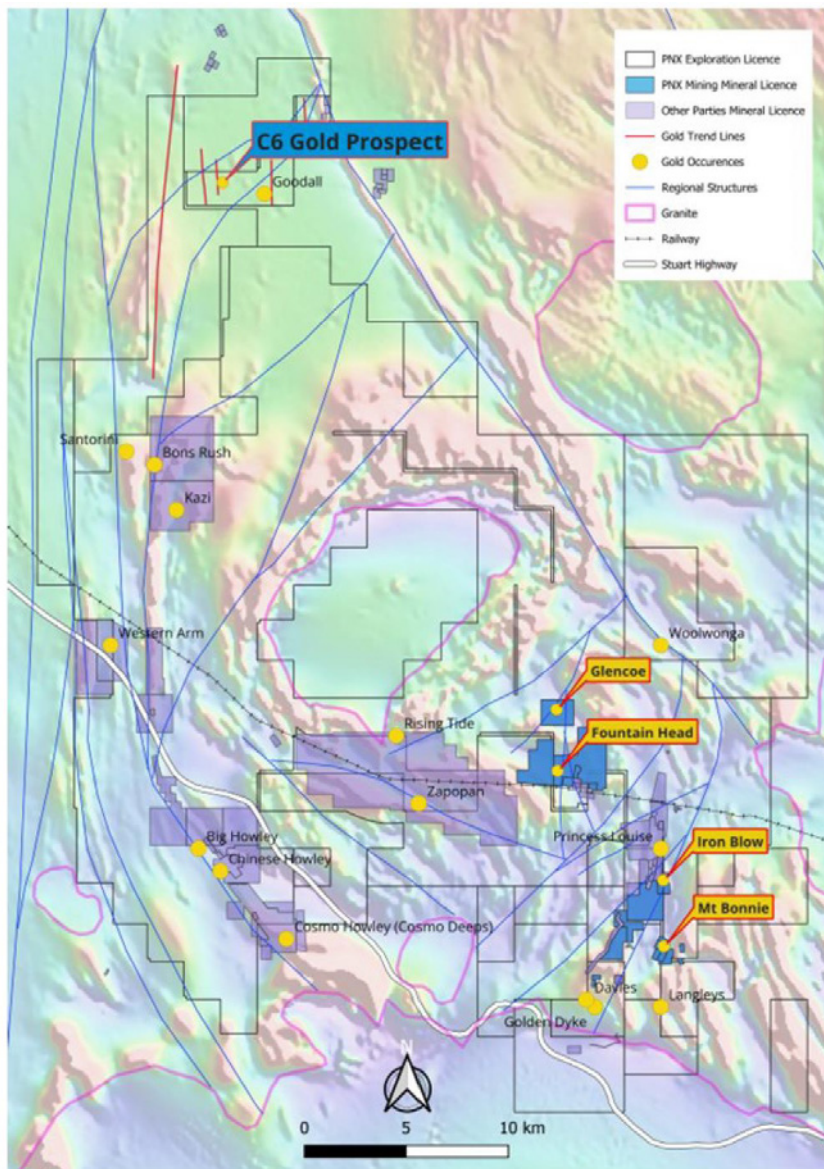 PNX Exploration Licence
PNX Mining Mineral Licence
Other Parties Mineral Licence
Gold Trend Lines
Gold Occurences
Regional Structures
Granite
Railway
Stuart Highway
C6 Gold Prospect
Goodall
Santorini
Bons Rush
Kazi
Western Arm
Woolwonga
Glencoe
Rising Tide
Fountain Head
Zapopan
Big Howley
Princess Louise
Iron Blow
Chinese Howley
Mt Bonnie
Cosmo Howley (Cosmo Deeps)
Davies
Langleys
Golden Dyke
N
0 5 10 km